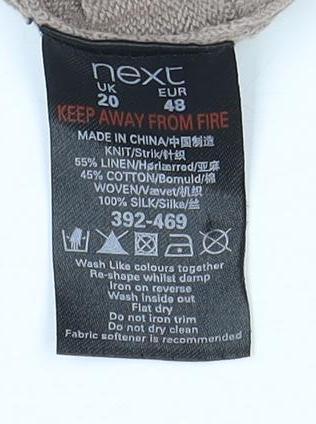 next
UK EUR
20 48
KEEP AWAY FROM FIRE
MADE IN CHINA/中国制造
KNIT/Strik/针织
55% LINEN/Hørlærred/亚麻
45% COTTON/Bomuld/棉
WOVEN/Vævet/机织
100% SILK/Silke/丝
392-469
Wash Like colours together
Re-shape whilst damp
Iron on reverse
Wash inside out
Flat dry
Do not iron trim
Do not dry clean
Fabric softener is recommended